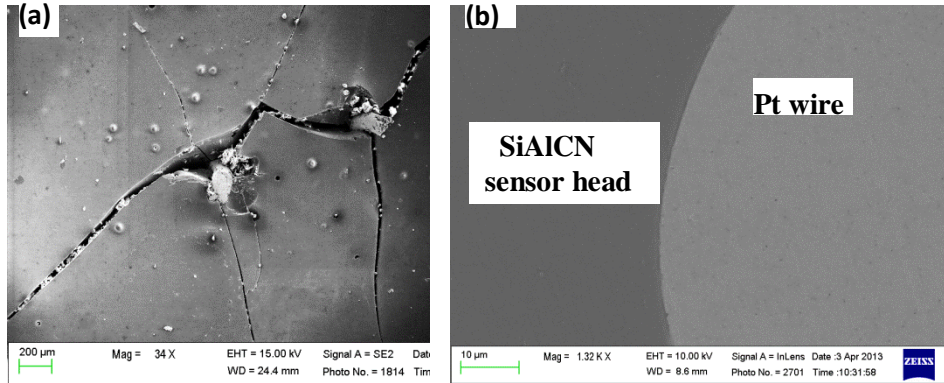 (a)
200 µm
Mag = 34 X
EHT = 15.00 kV
WD = 24.4 mm
Signal A = SE2
Photo No. = 1814
(b)
SiAlCN
sensor head
Pt wire
10 µm
Mag = 1.32 K X
EHT = 10.00 kV
WD = 8.6 mm
Signal A = InLens
Photo No. = 2701
Date :3 Apr 2013
Time :10:31:58
ZEISS